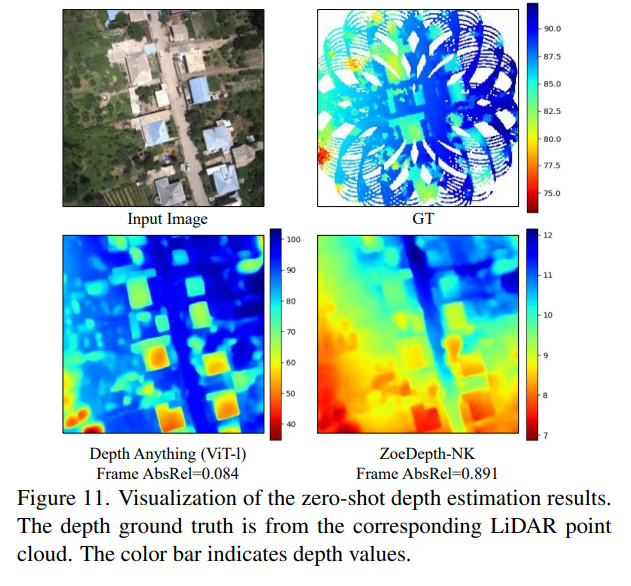 90.0
87.5
85.0
82.5
80.0
77.5
75.0
Input Image
GT
100
90
80
70
60
50
40
12
11
10
9
8
7
Depth Anything (ViT-l)
Frame AbsRel=0.084
ZoeDepth-NK
Frame AbsRel=0.891
Figure 11. Visualization of the zero-shot depth estimation results.
The depth ground truth is from the corresponding LiDAR point
cloud. The color bar indicates depth values.